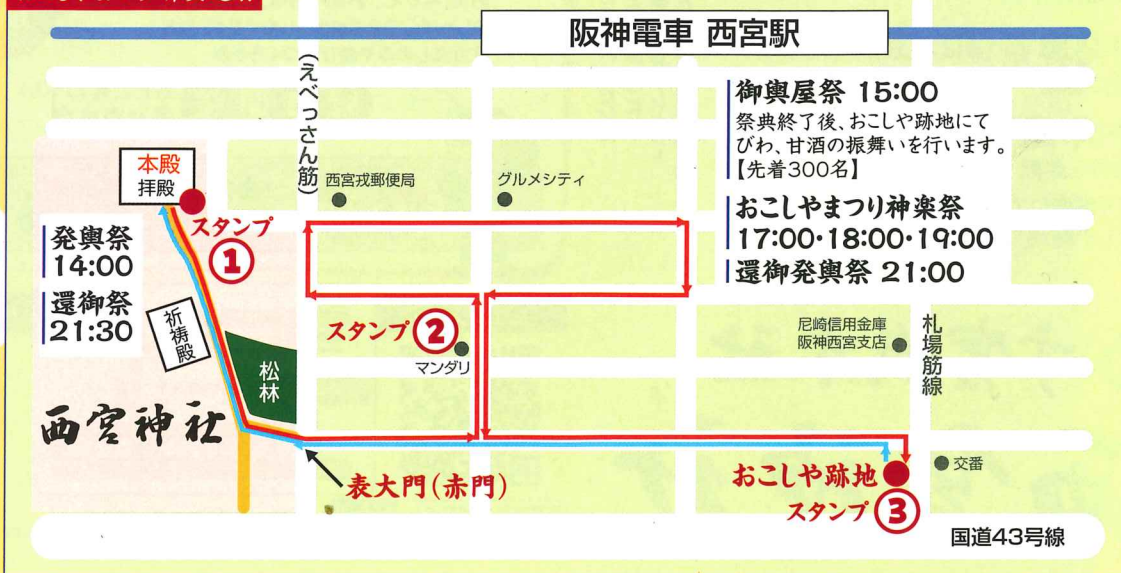 阪神電車 西宮駅
(えべっさん筋)
御輿屋祭 15:00
祭典終了後、おこしや跡地にて
びわ、甘酒の振舞いを行います。
【先着300名】
おこしやまつり神楽祭
17:00・18:00・19:00
還御発輿祭 21:00
本殿
拝殿
スタンプ
①
西宮戎郵便局
グルメシティ
発輿祭
14:00
還御祭
21:30
祈祷殿
松林
スタンプ②
マンダリ
尼崎信用金庫
阪神西宮支店
札場筋線
西宮神社
表大門(赤門)
おこしや跡地
スタンプ③
交番
国道43号線